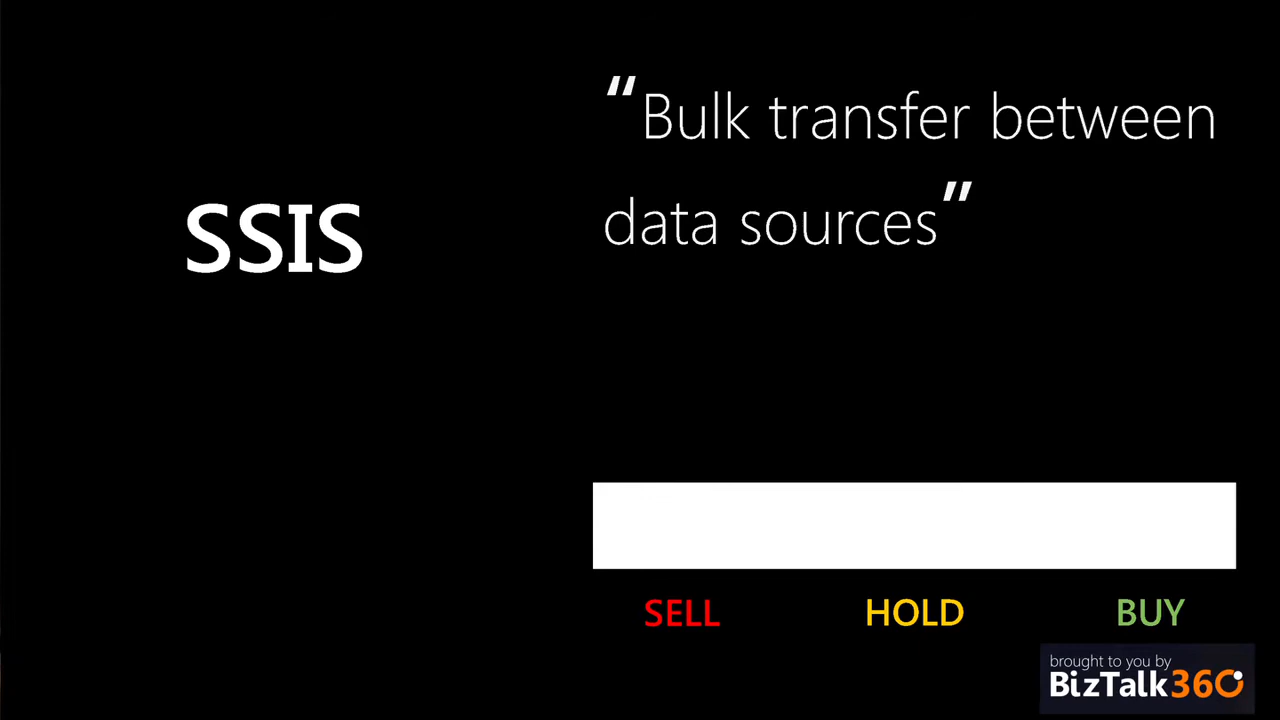 SSIS
“Bulk transfer between
data sources”
SELL HOLD BUY
brought to you by
BizTalk360